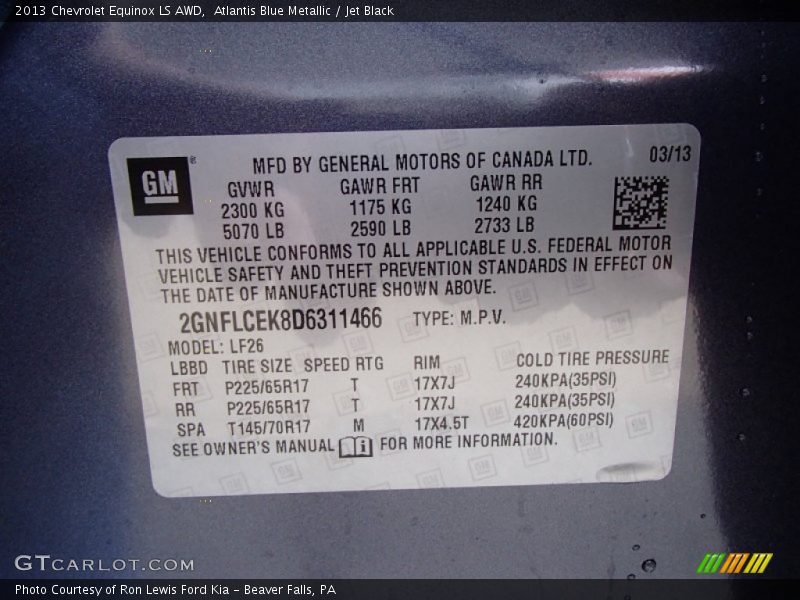 2013 Chevrolet Equinox LS AWD,  Atlantis Blue Metallic / Jet Black
GM ® MFD BY GENERAL MOTORS OF CANADA LTD. 03/13
GVWR GAWR FRT GAWR RR
2300 KG 1175 KG 1240 KG
5070 LB 2590 LB 2733 LB
THIS VEHICLE CONFORMS TO ALL APPLICABLE U.S. FEDERAL MOTOR
VEHICLE SAFETY AND THEFT PREVENTION STANDARDS IN EFFECT ON
THE DATE OF MANUFACTURE SHOWN ABOVE.
2GNFLCEK8D6311466 TYPE: M.P.V.
MODEL: LF26
LBBD TIRE SIZE SPEED RTG RIM COLD TIRE PRESSURE
FRT P225/65R17 T 17X7J 240KPA(35PSI)
RR P225/65R17 T 17X7J 240KPA(35PSI)
SPA T145/70R17 M 17X4.5T 420KPA(60PSI)
SEE OWNER'S MANUAL i FOR MORE INFORMATION.
GTCARLOT.COM
Photo Courtesy of Ron Lewis Ford Kia - Beaver Falls, PA